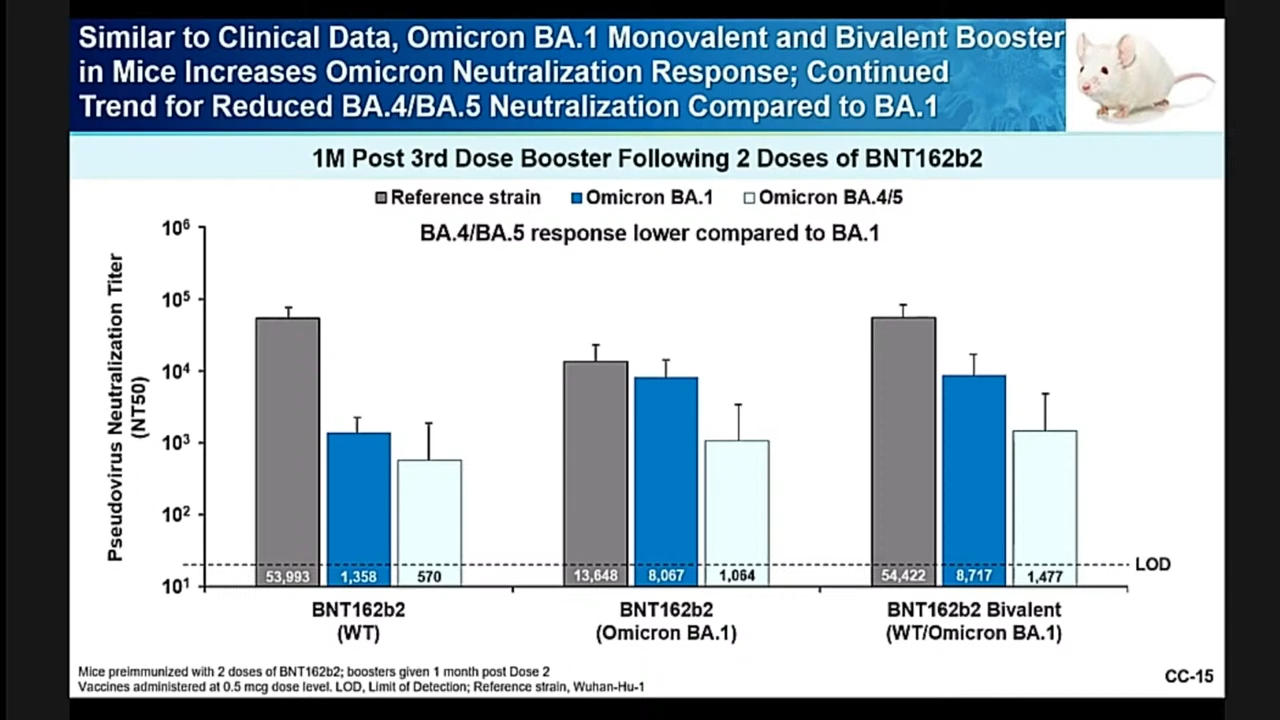 Similar to Clinical Data, Omicron BA.1 Monovalent and Bivalent Booster
in Mice Increases Omicron Neutralization Response; Continued
Trend for Reduced BA.4/BA.5 Neutralization Compared to BA.1
1M Post 3rd Dose Booster Following 2 Doses of BNT162b2
Reference strain Omicron BA.1 Omicron BA.4/5
BA.4/BA.5 response lower compared to BA.1
Pseudovirus Neutralization Titer
(NT50)
10⁶
10⁵
10⁴
10³
10²
10¹
LOD
53,993 1,358 570 13,648 8,067 1,064 54,422 8,717 1,477
BNT162b2
(WT)
BNT162b2
(Omicron BA.1)
BNT162b2 Bivalent
(WT/Omicron BA.1)
Mice preimmunized with 2 doses of BNT162b2; boosters given 1 month post Dose 2
Vaccines administered at 0.5 mcg dose level. LOD, Limit of Detection; Reference strain, Wuhan-Hu-1
CC-15